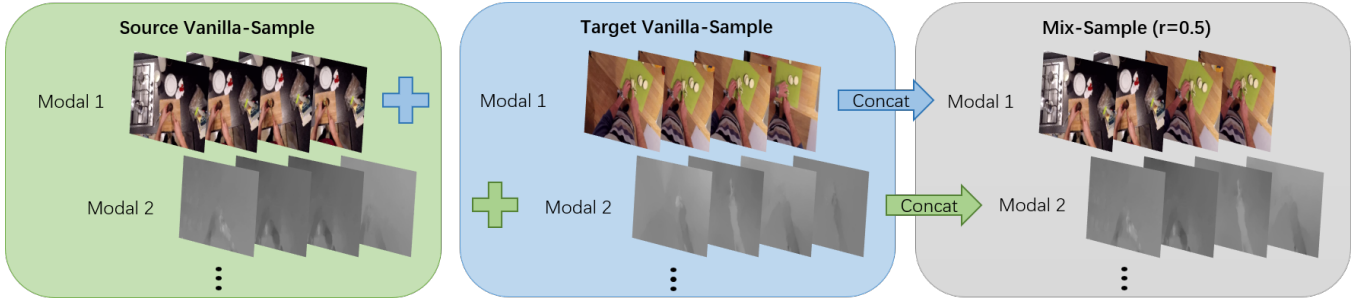 Source Vanilla-Sample
Modal 1
Modal 2
Target Vanilla-Sample
Modal 1
Modal 2
Concat
Concat
Mix-Sample (r=0.5)
Modal 1
Modal 2